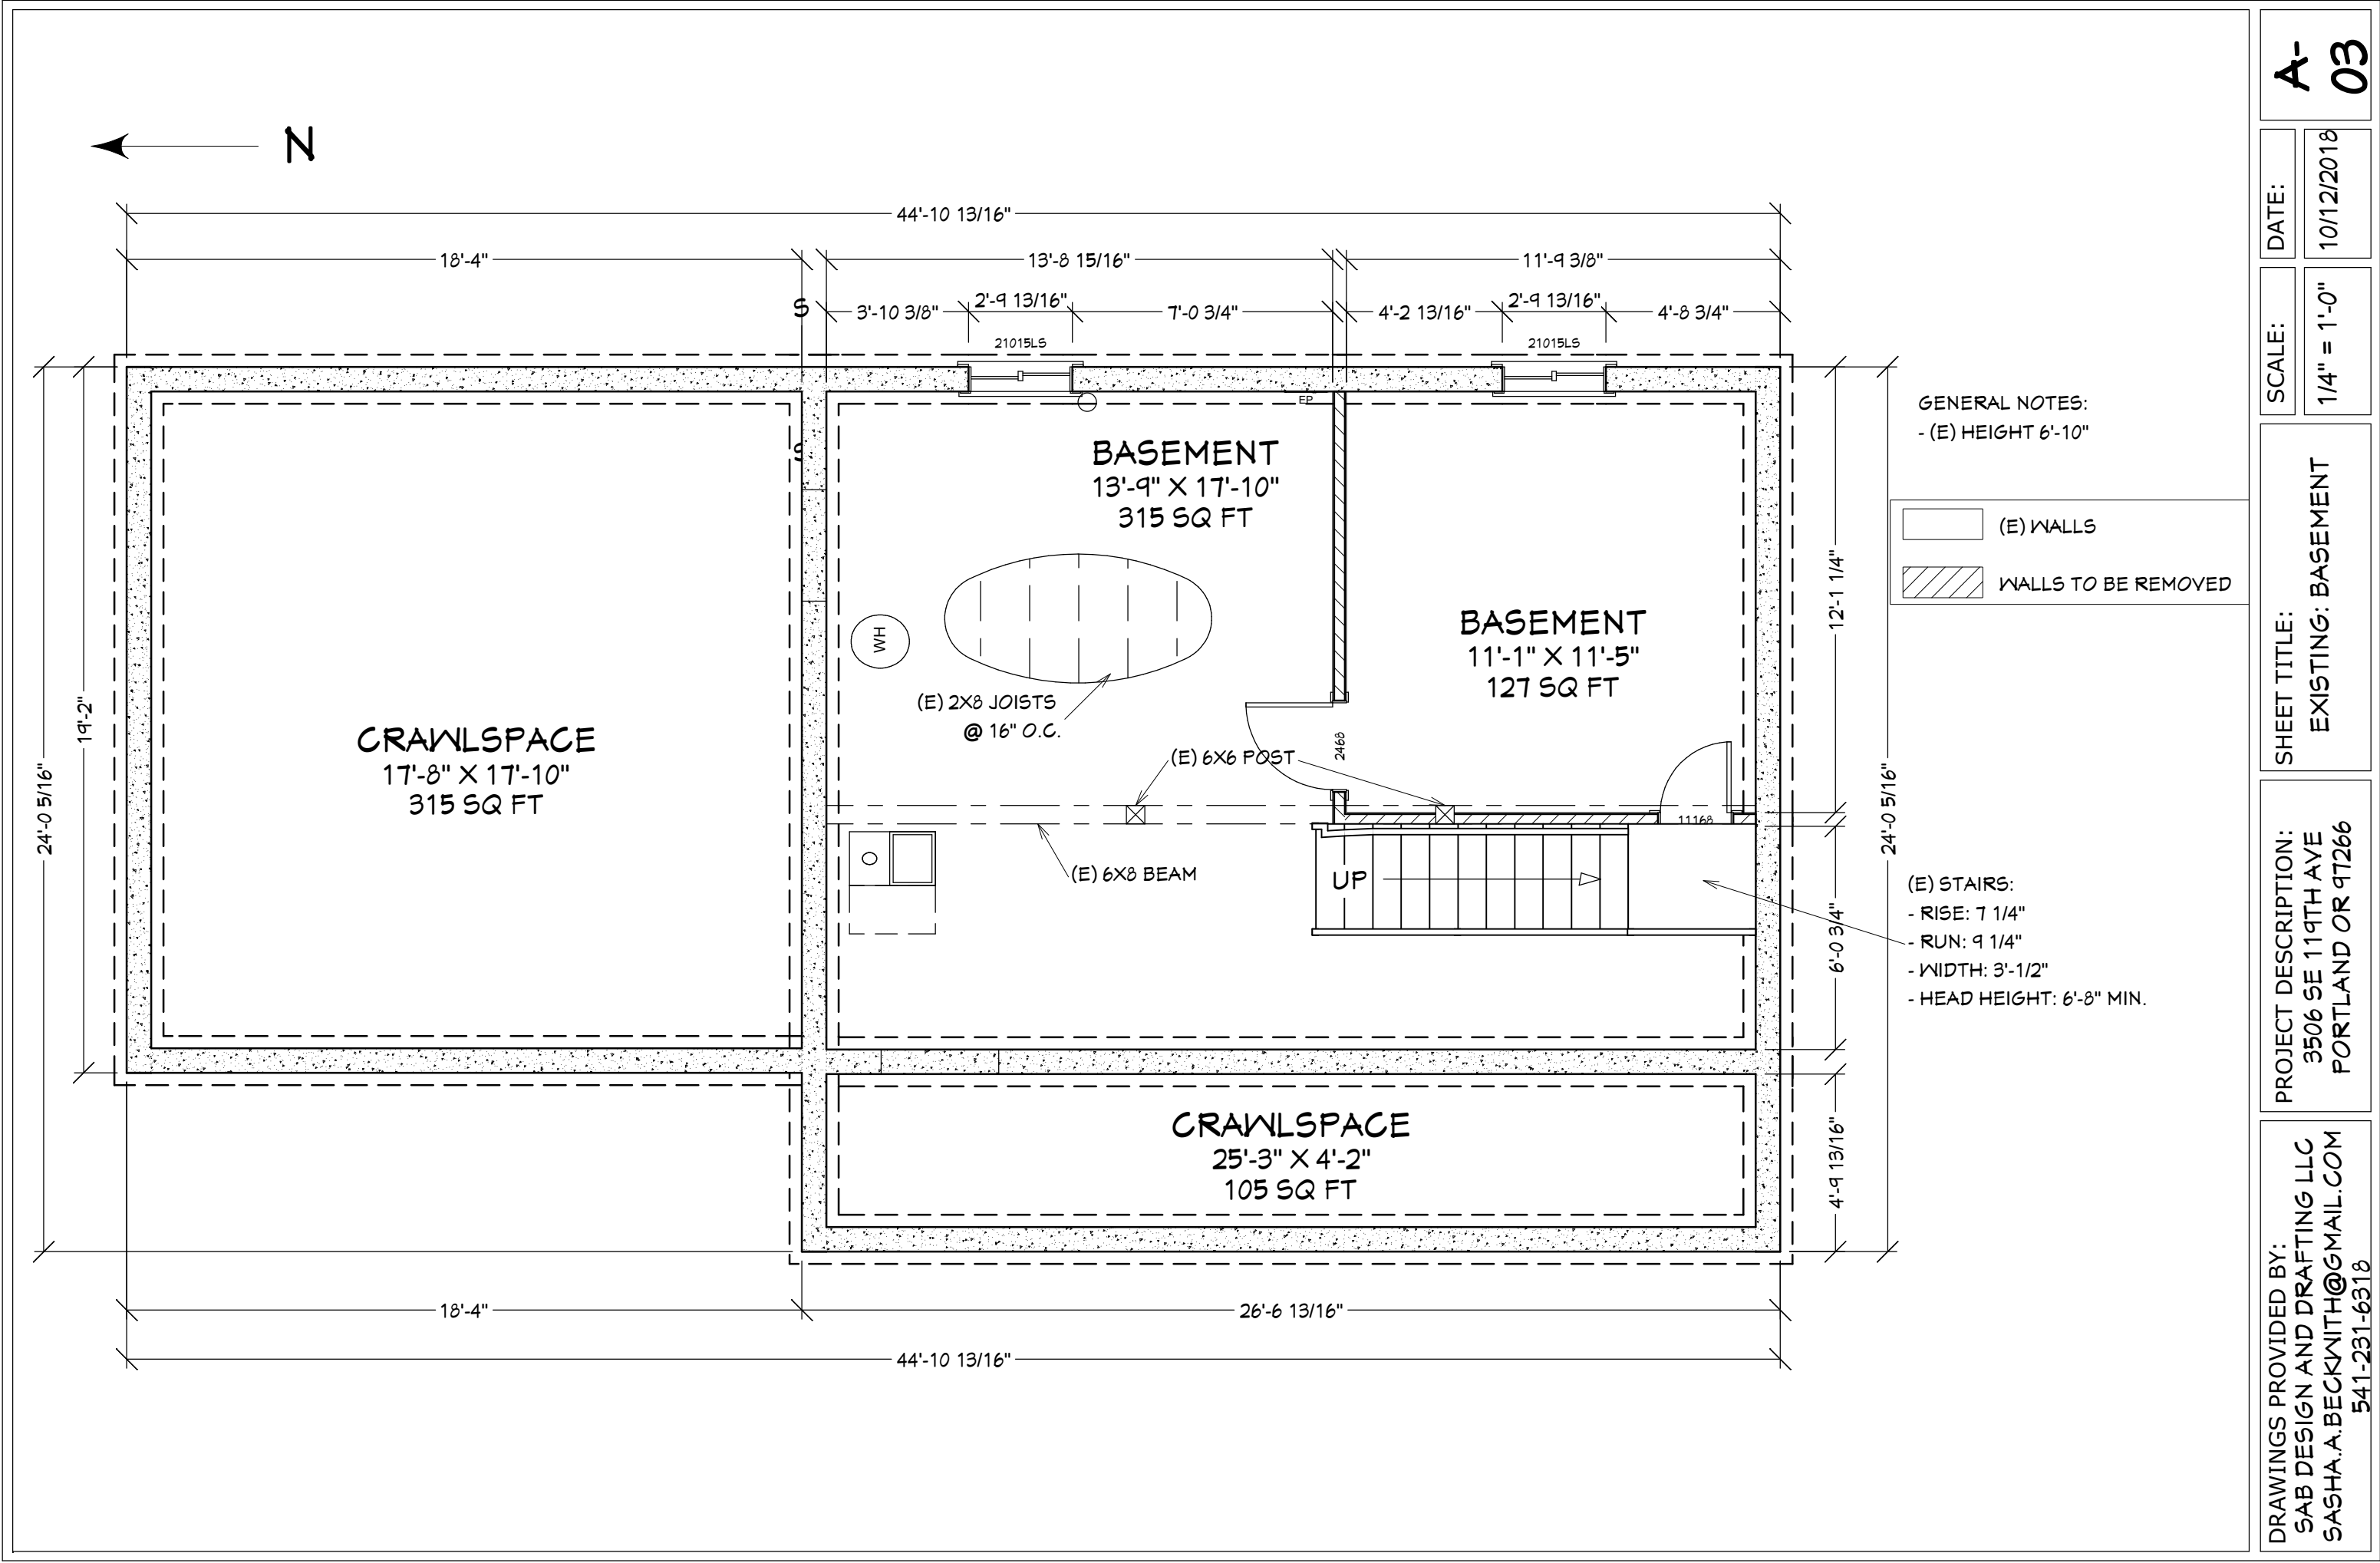 N
44'-10 13/16"
18'-4"
13'-8 15/16"
11'-9 3/8"
S
3'-10 3/8"
2'-9 13/16"
7'-0 3/4"
4'-2 13/16"
2'-9 13/16"
4'-8 3/4"
21015LS
21015LS
EP
S
BASEMENT
13'-9" X 17'-10"
315 SQ FT
BASEMENT
11'-1" X 11'-5"
127 SQ FT
WH
(E) 2X8 JOISTS
@ 16" O.C.
(E) 6X6 POST
2468
11168
CRAWLSPACE
17'-8" X 17'-10"
315 SQ FT
(E) 6X8 BEAM
UP
CRAWLSPACE
25'-3" X 4'-2"
105 SQ FT
24'-0 5/16"
19'-2"
12'-1 1/4"
24'-0 5/16"
6'-0 3/4"
4'-9 13/16"
18'-4"
26'-6 13/16"
44'-10 13/16"
GENERAL NOTES:
- (E) HEIGHT 6'-10"
(E) WALLS
WALLS TO BE REMOVED
(E) STAIRS:
- RISE: 7 1/4"
- RUN: 9 1/4"
- WIDTH: 3'-1/2"
- HEAD HEIGHT: 6'-8" MIN.
A-
03
DATE:
10/12/2018
SCALE:
1/4" = 1'-0"
SHEET TITLE:
EXISTING: BASEMENT
PROJECT DESCRIPTION:
3506 SE 119TH AVE
PORTLAND OR 97266
DRAWINGS PROVIDED BY:
SAB DESIGN AND DRAFTING LLC
SASHA.A.BECKWITH@GMAIL.COM
541-231-6318